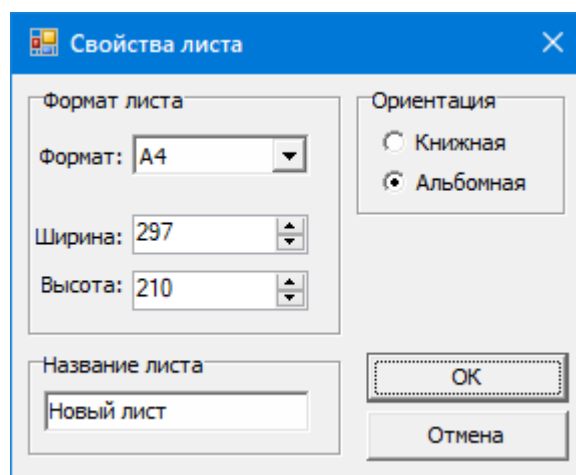 Свойства листа
Формат листа
Формат: A4
Ширина: 297
Высота: 210
Ориентация
Книжная
Альбомная
Название листа
Новый лист
OK
Отмена